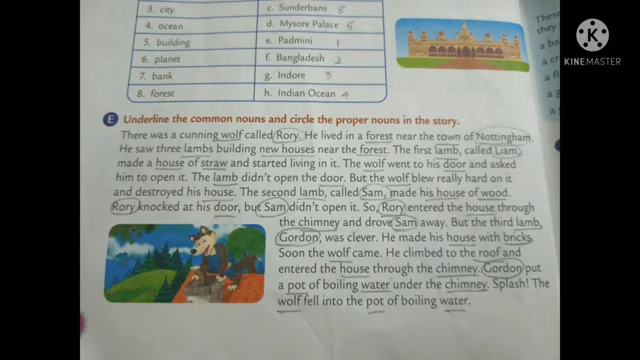 3. city c. Sunderbans 8
4. ocean d. Mysore Palace 5
5. building e. Padmini 1
6. planet f. Bangladesh 2
7. bank g. Indore 3
8. forest h. Indian Ocean 4
These
they
a ba
a cr
a fl
a g
KINEMASTER
E Underline the common nouns and circle the proper nouns in the story.
There was a cunning wolf called Rory. He lived in a forest near the town of Nottingham.
He saw three lambs building new houses near the forest. The first lamb, called Liam,
made a house of straw and started living in it. The wolf went to his door and asked
him to open it. The lamb didn't open the door. But the wolf blew really hard on it
and destroyed his house. The second lamb, called Sam, made his house of wood.
Rory knocked at his door, but Sam didn't open it. So, Rory entered the house through
the chimney and drove Sam away. But the third lamb,
Gordon, was clever. He made his house with bricks.
Soon the wolf came. He climbed to the roof and
entered the house through the chimney. Gordon put
a pot of boiling water under the chimney. Splash! The
wolf fell into the pot of boiling water.